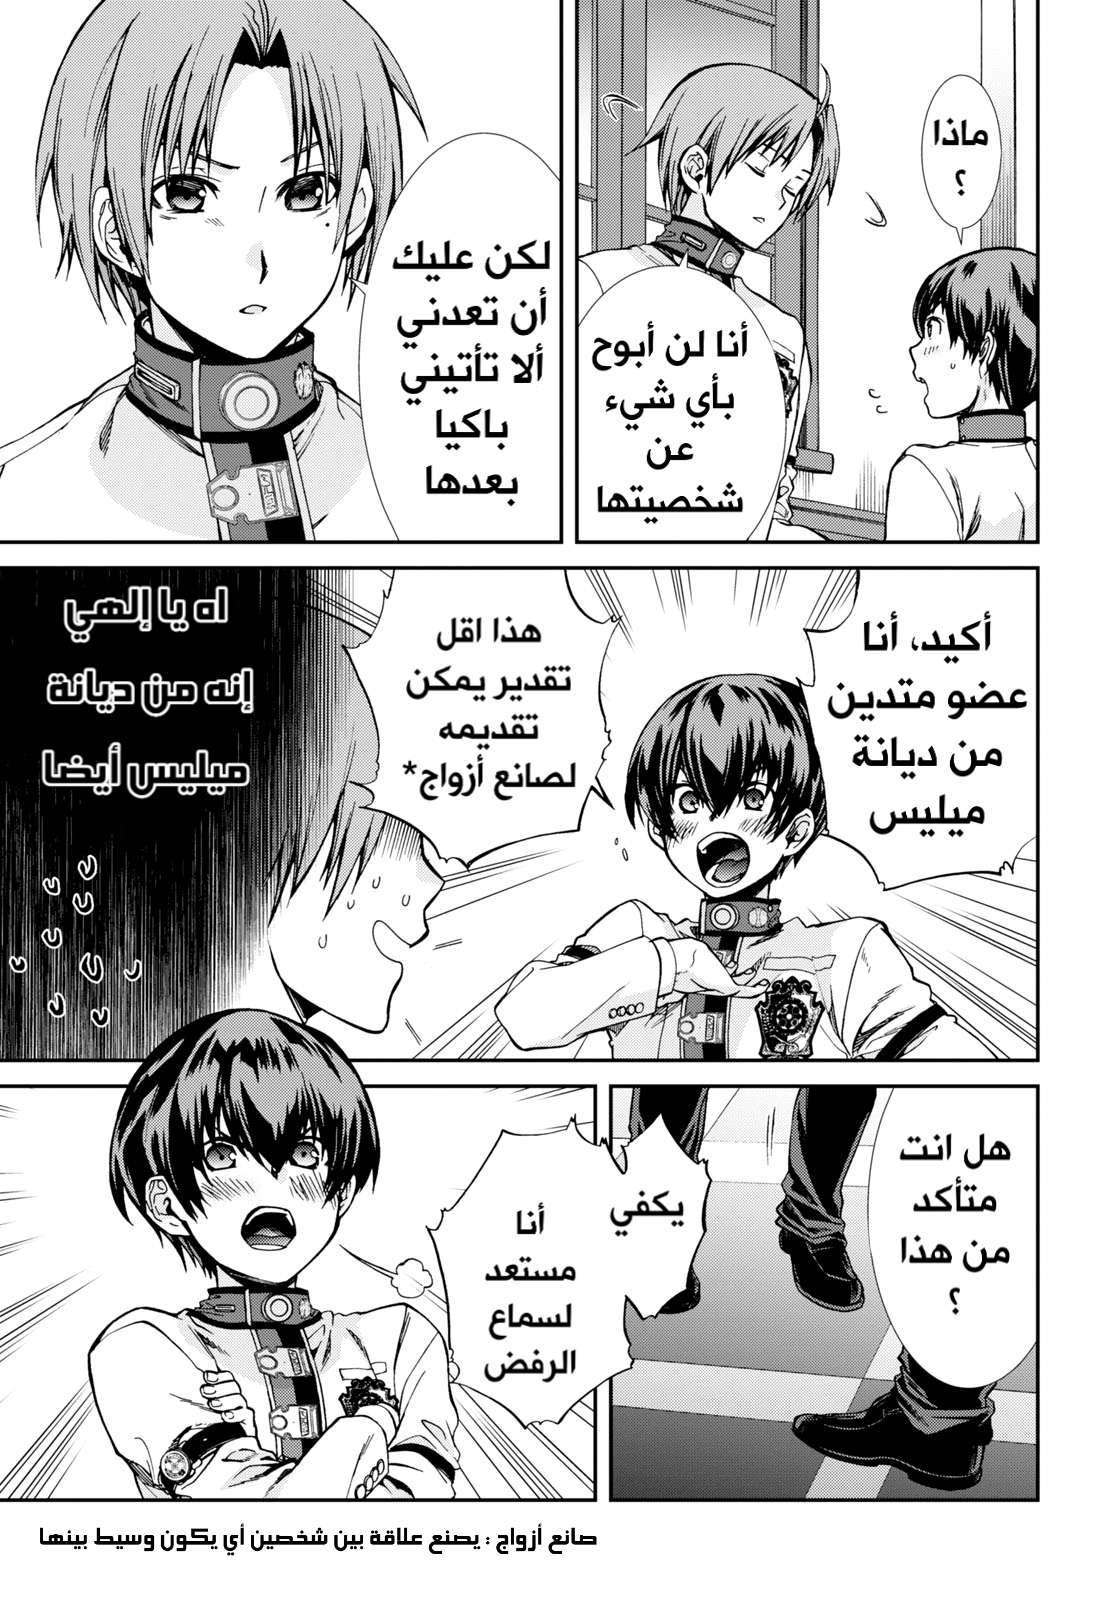 ماذا
؟
أنا لن أبوح
بأي شيء
عن
شخصيتها
لكن عليك
أن تعدني
ألا تأتيني
باكيا
بعدها
أكيد، أنا
عضو متدين
من ديانة
ميليس
هذا اقل
تقدير يمكن
تقديمه
لصانع أزواج*
اه يا إلهي
إنه من ديانة
ميليس أيضا
هل انت
متأكد
من هذا
؟
يكفي
أنا
مستعد
لسماع
الرفض
صانع أزواج : يصنع علاقة بين شخصين أي يكون وسيط بينها